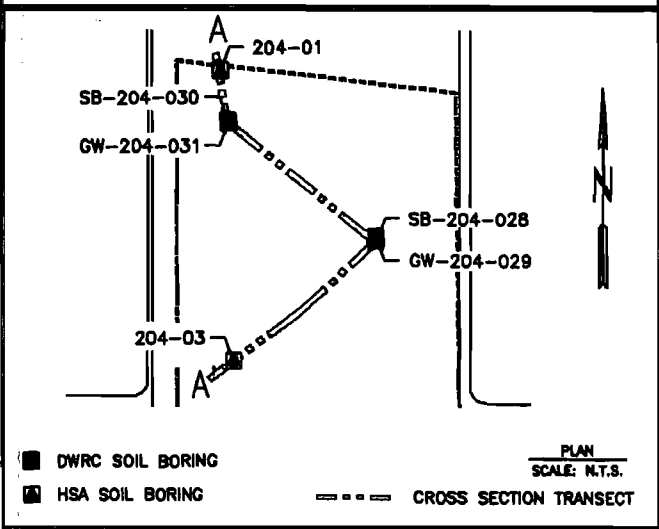 A
204-01
SB-204-030
GW-204-031
N
SB-204-028
GW-204-029
204-03
A
DWRC SOIL BORING
HSA SOIL BORING
PLAN
SCALE: N.T.S.
CROSS SECTION TRANSECT